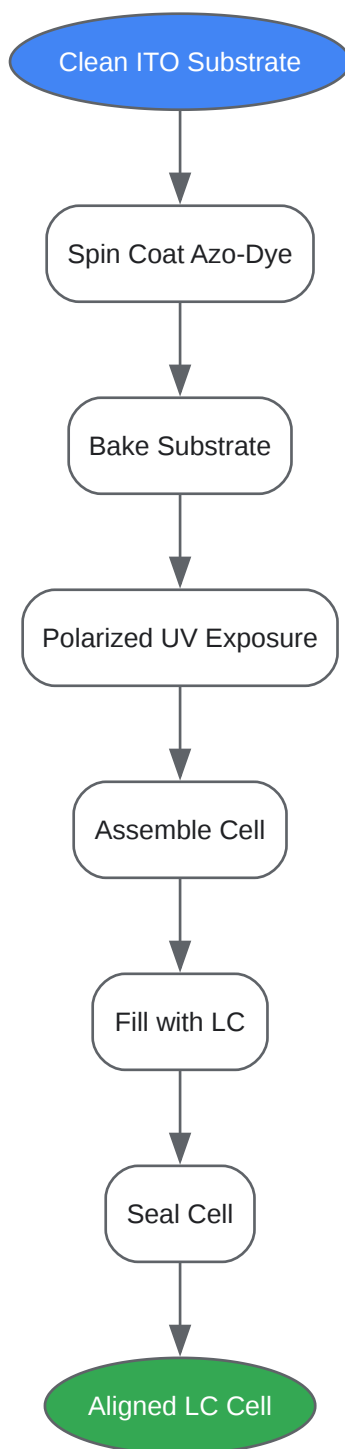 Clean ITO Substrate
Spin Coat Azo-Dye
Bake Substrate
Polarized UV Exposure
Assemble Cell
Fill with LC
Seal Cell
Aligned LC Cell